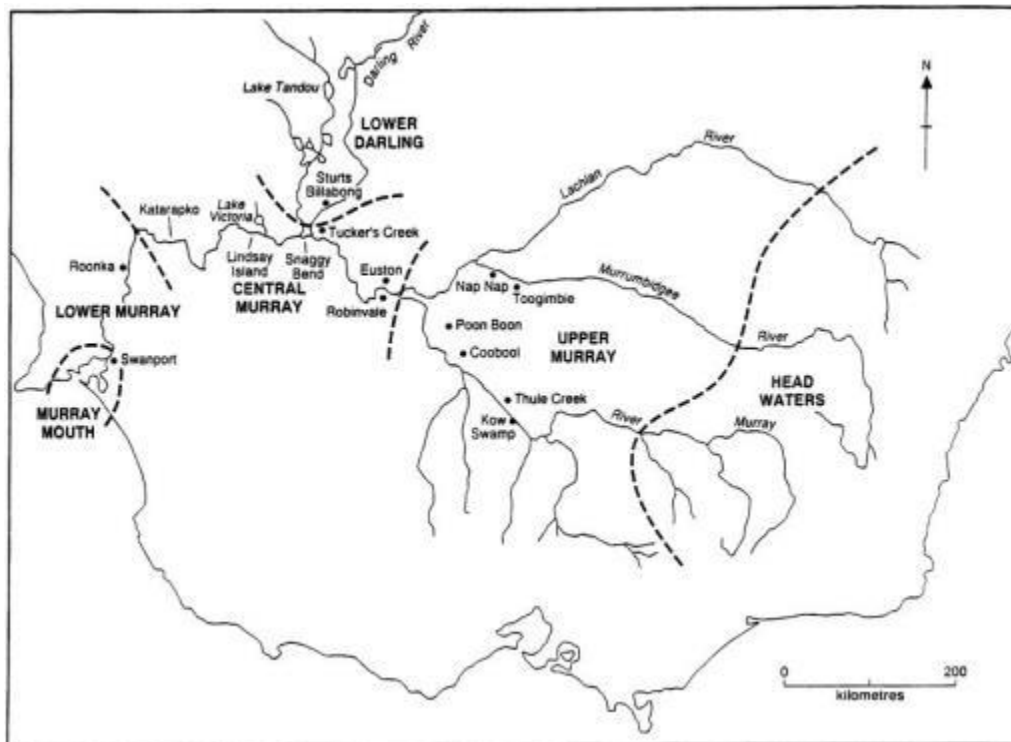 Darling River
N
Lake Tandou
LOWER
DARLING
River
Lachlan
Sturts
Billabong
Katarapko
Lake
Victoria
Tucker's Creek
Roonka
Lindsay
Island
Snaggy
Bend
Euston
Nap Nap
Murrumbidgee
CENTRAL
MURRAY
Toogimbie
LOWER MURRAY
Robinvale
Poon Boon
UPPER
MURRAY
River
Swanport
Coobool
HEAD
WATERS
MURRAY
MOUTH
Thule Creek
Kow
Swamp
River
Murray
0 200
kilometres